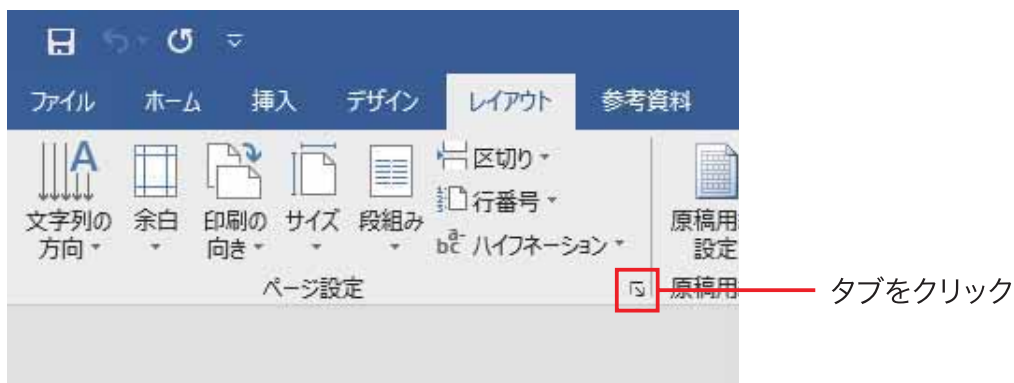 ファイル ホーム 挿入 デザイン レイアウト 参考資料
文字列の
方向
余白
印刷の
向き
サイズ
段組み
区切り
行番号
ハイフネーション
原稿用
設定
ページ設定
原稿用
タブをクリック